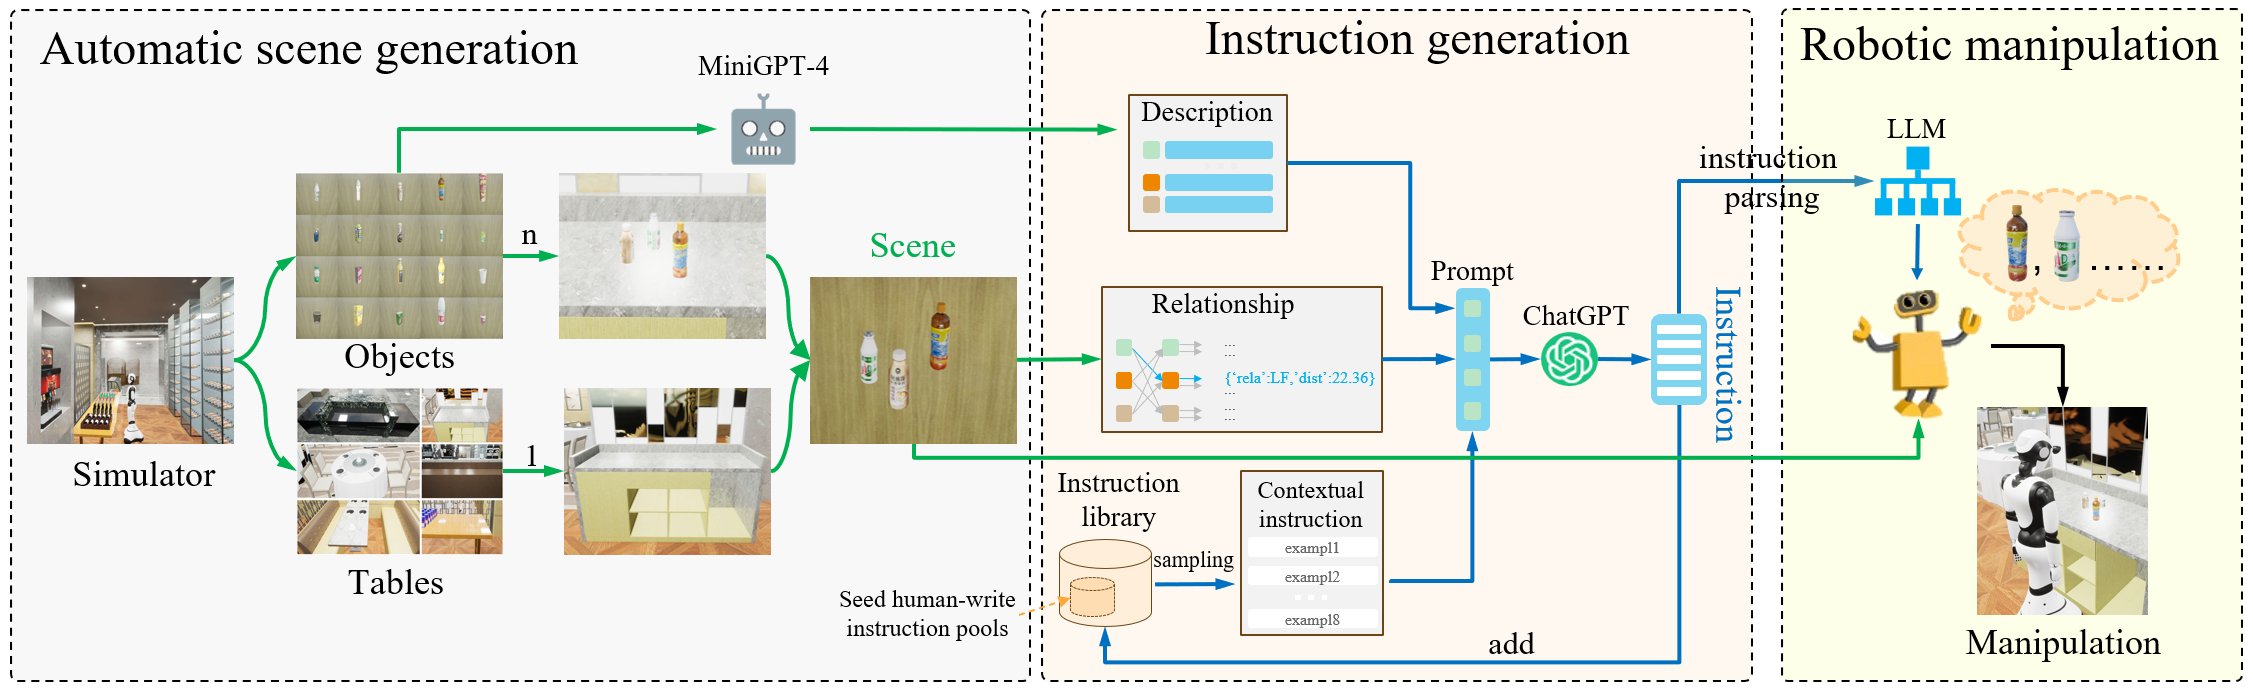 Automatic scene generation
MiniGPT-4
Objects
n
Scene
Simulator
1
Tables
Seed human-write
instruction pools
Instruction generation
Description
Relationship
...
...
{‘rela’:LF,’dist’:22.36}
...
...
...
Prompt
ChatGPT
Instruction
Instruction
library
sampling
Contextual
instruction
exampl1
exampl2
exampl8
add
instruction
parsing
Robotic manipulation
LLM
, ……
Manipulation